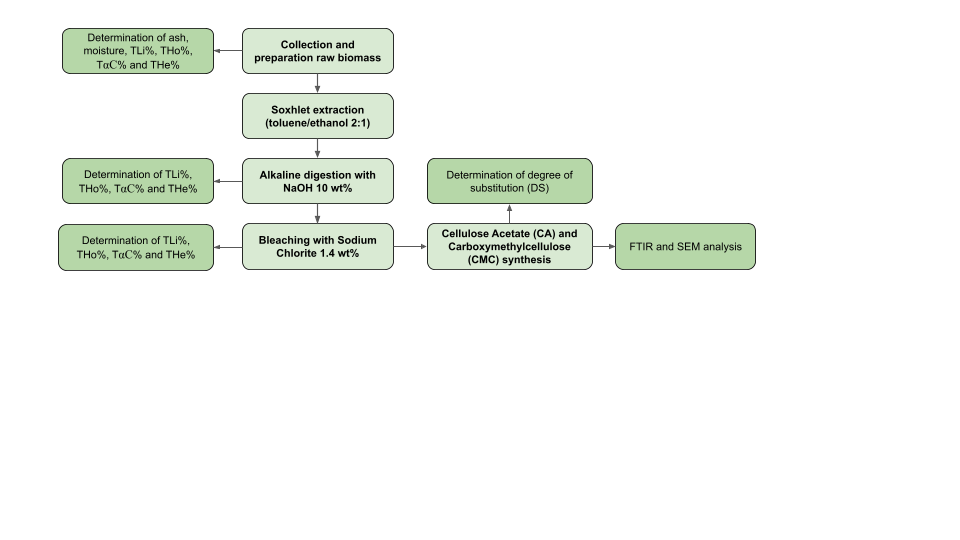 Determination of ash,
moisture, TLi%, THo%,
TαC% and THe%
Collection and
preparation raw biomass
Soxhlet extraction
(toluene/ethanol 2:1)
Determination of TLi%,
THo%, TαC% and THe%
Alkaline digestion with
NaOH 10 wt%
Determination of degree of
substitution (DS)
Determination of TLi%,
THo%, TαC% and THe%
Bleaching with Sodium
Chlorite 1.4 wt%
Cellulose Acetate (CA) and
Carboxymethylcellulose
(CMC) synthesis
FTIR and SEM analysis